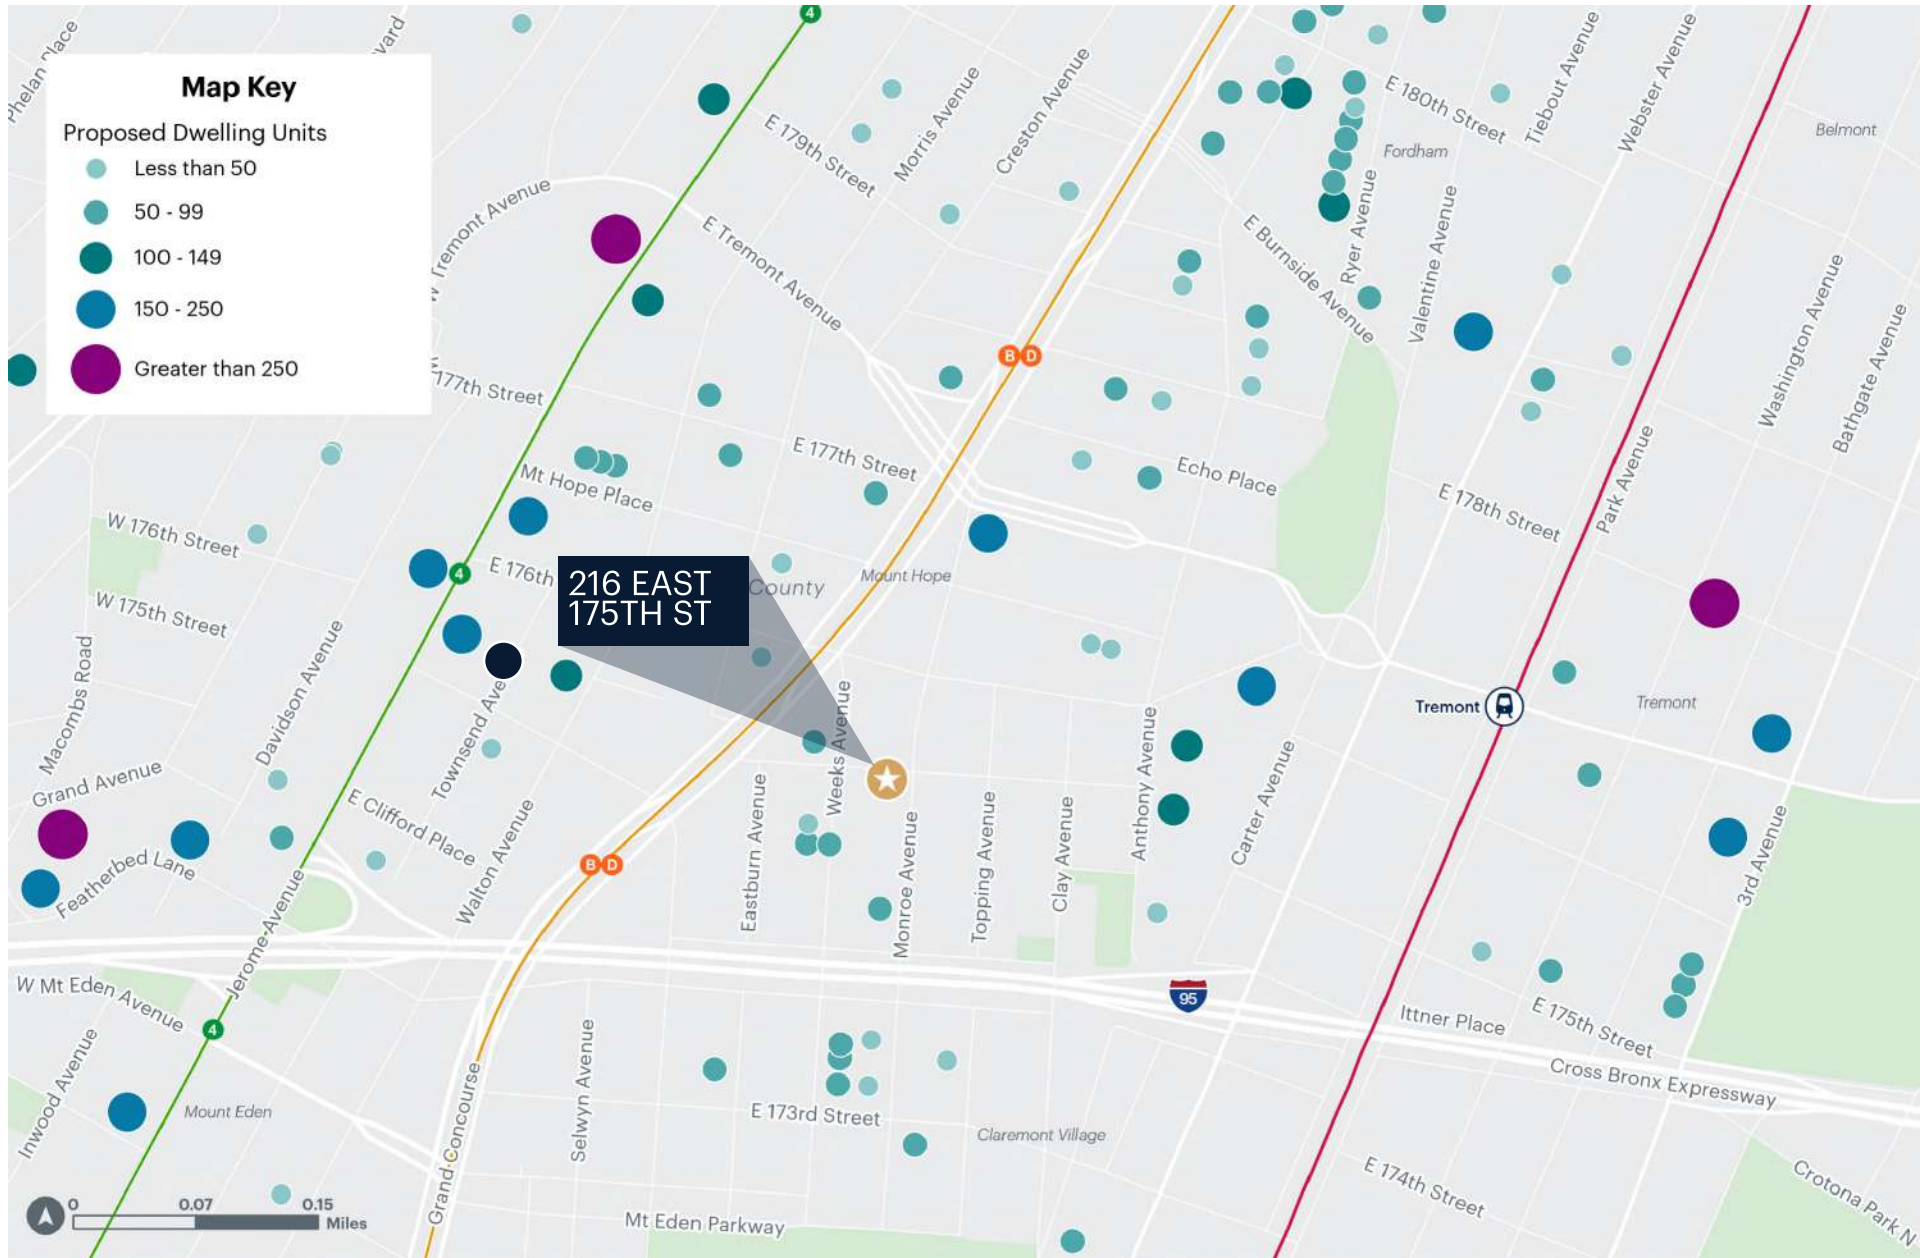 Map Key
Proposed Dwelling Units
Less than 50
50 - 99
100 - 149
150 - 250
Greater than 250
4
Phelan Place
vard
E 179th Street
Morris Avenue
Creston Avenue
E 180th Street
Tiebout Avenue
Webster Avenue
Belmont
Fordham
W Tremont Avenue
E Tremont Avenue
E Burnside Avenue
Ryer Avenue
Valentine Avenue
Washington Avenue
Bathgate Avenue
B D
W 177th Street
Mt Hope Place
E 177th Street
Echo Place
E 178th Street
Park Avenue
W 176th Street
4
E 176th
216 EAST
175TH ST
County
Mount Hope
W 175th Street
Macombs Road
Davidson Avenue
Townsend Ave
Weeks Avenue
Anthony Avenue
Carter Avenue
Tremont
Tremont
Grand Avenue
Featherbed Lane
E Clifford Place
Walton Avenue
B D
Eastburn Avenue
Monroe Avenue
Topping Avenue
Clay Avenue
3rd Avenue
Jerome Avenue
W Mt Eden Avenue
4
95
Ittner Place
E 175th Street
Cross Bronx Expressway
Inwood Avenue
Mount Eden
Grand Concourse
Selwyn Avenue
E 173rd Street
Claremont Village
E 174th Street
Crotona Park N
Mt Eden Parkway
0 0.07 0.15
Miles